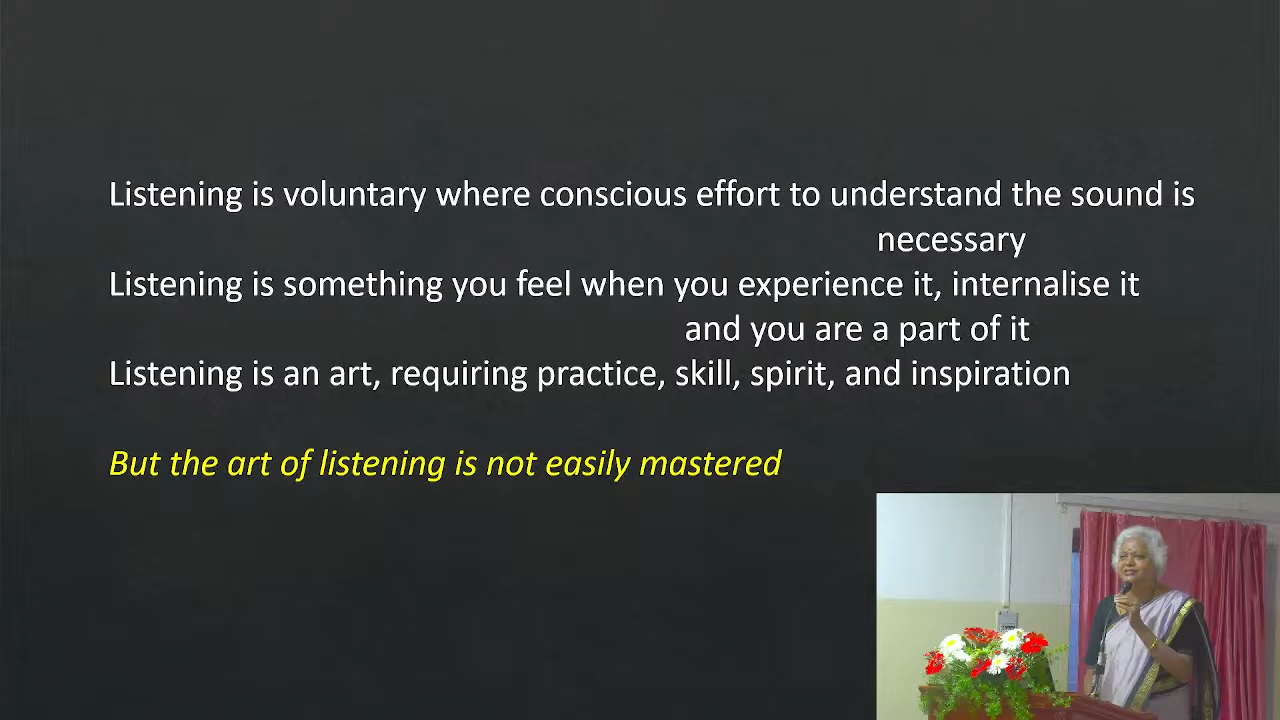 Listening is voluntary where conscious effort to understand the sound is
necessary
Listening is something you feel when you experience it, internalise it
and you are a part of it
Listening is an art, requiring practice, skill, spirit, and inspiration
But the art of listening is not easily mastered